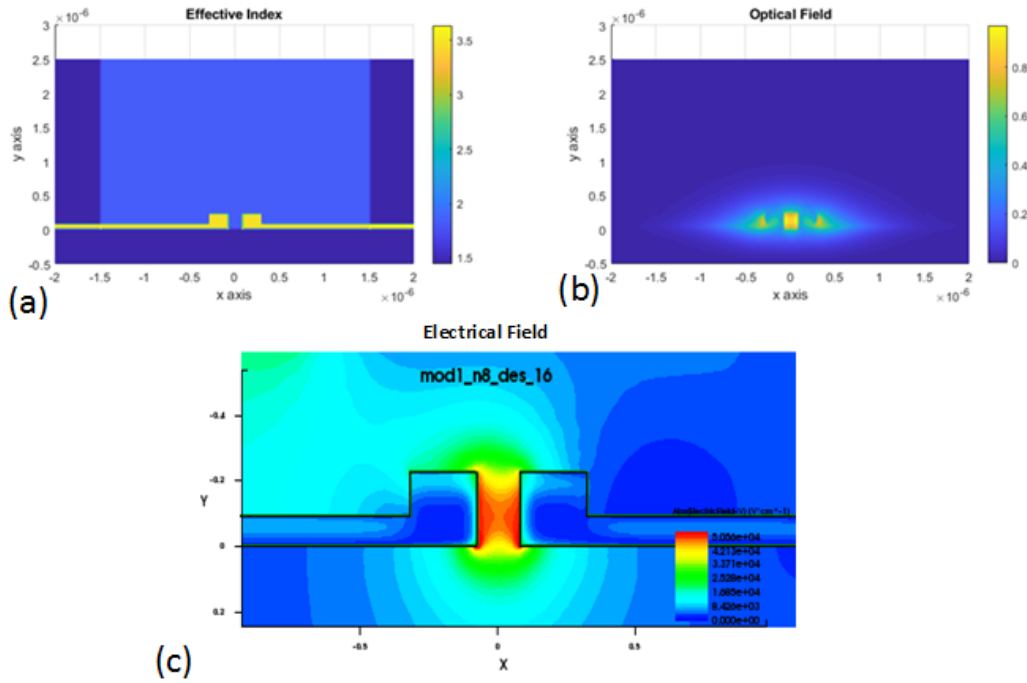 Effective Index
×10⁻⁶
3
2.5
2
1.5
1
0.5
0
-0.5
y axis
-2
-1.5
-1
-0.5
0
0.5
1
1.5
2
x axis
×10⁻⁶
3.5
3
2.5
2
1.5
(a)
Optical Field
×10⁻⁶
3
2.5
2
1.5
1
0.5
0
-0.5
y axis
-2
-1.5
-1
-0.5
0
0.5
1
1.5
2
x axis
×10⁻⁶
0.8
0.6
0.4
0.2
0
(b)
Electrical Field
mod1_n8_des_16
-0.4
-0.2
0
0.2
Y
-0.5
0
0.5
X
Abs(ElectricField-V) (V*cm^-1)
5.056e+04
4.213e+04
3.371e+04
2.528e+04
1.685e+04
8.426e+03
0.000e+00
(c)